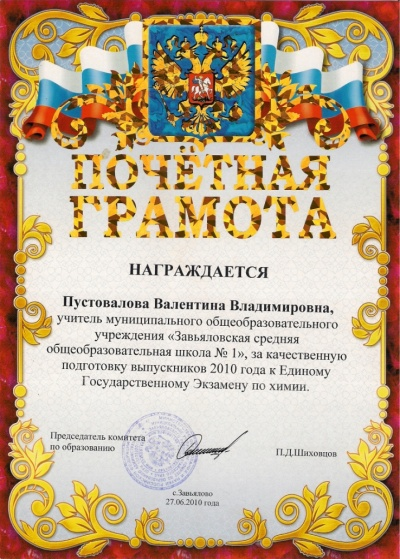 ПОЧЁТНАЯ
ГРАМОТА
НАГРАЖДАЕТСЯ
Пустовалова Валентина Владимировна,
учитель муниципального общеобразовательного
учреждения «Завьяловская средняя
общеобразовательная школа № 1», за качественную
подготовку выпускников 2010 года к Единому
Государственному Экзамену по химии.
Председатель комитета
по образованию
П.Д.Шиховцов
с.Завьялово
27.06.2010 года